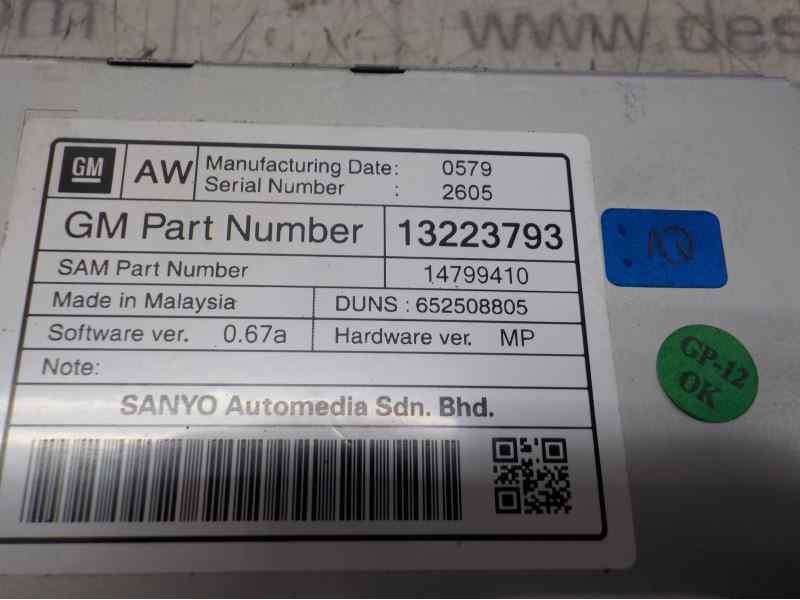 www.des
GM
AW
Manufacturing Date: 0579
Serial Number : 2605
GM Part Number 13223793
SAM Part Number 14799410
Made in Malaysia DUNS : 652508805
Software ver. 0.67a Hardware ver. MP
Note:
SANYO Automedia Sdn. Bhd.
GP-12
OK